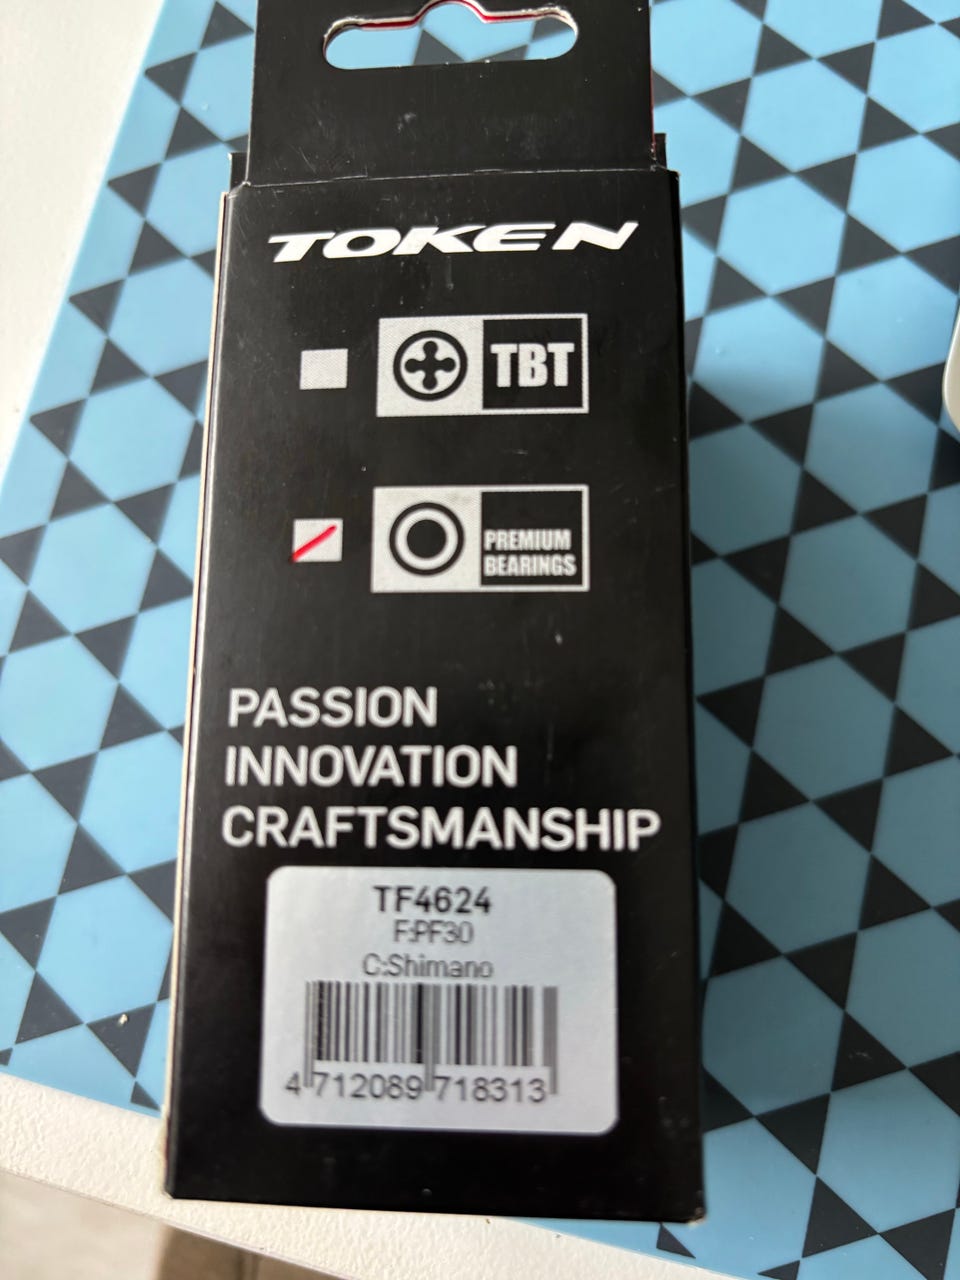 TOKEN
TBT
PREMIUM
BEARINGS
PASSION
INNOVATION
CRAFTSMANSHIP
TF4624
F:PF30
C:Shimano
4 712089 718313